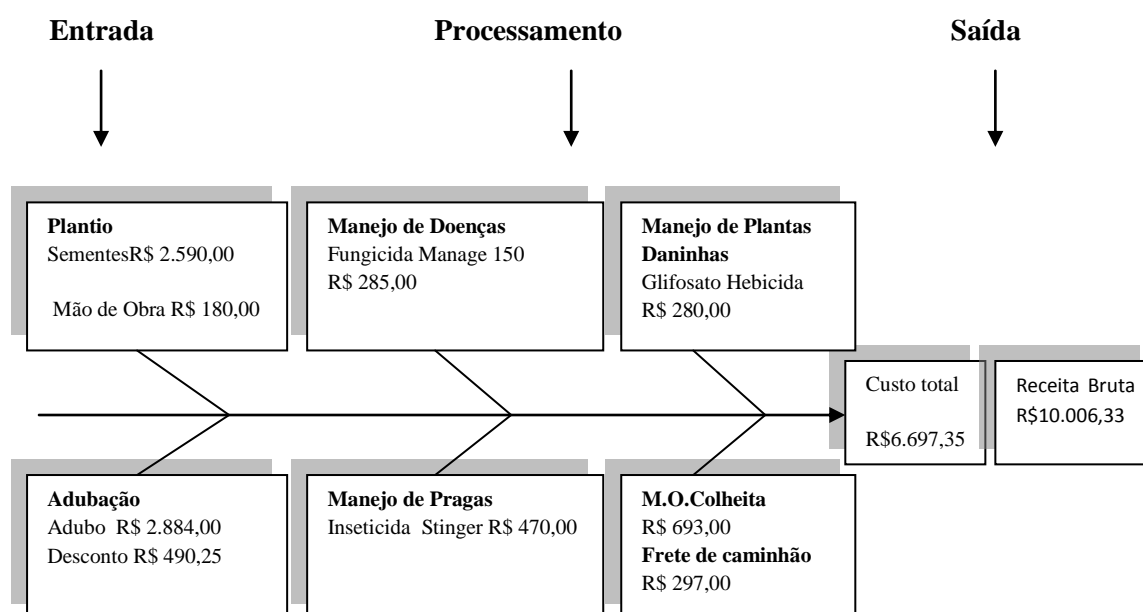 Entrada
Processamento
Saída
Plantio
SementesR$ 2.590,00
Mão de Obra R$ 180,00
Manejo de Doenças
Fungicida Manage 150
R$ 285,00
Manejo de Plantas
Daninhas
Glifosato Hebicida
R$ 280,00
Custo total
R$6.697,35
Receita Bruta
R$10.006,33
Adubação
Adubo R$ 2.884,00
Desconto R$ 490,25
Manejo de Pragas
Inseticida Stinger R$ 470,00
M.O.Colheita
R$ 693,00
Frete de caminhão
R$ 297,00